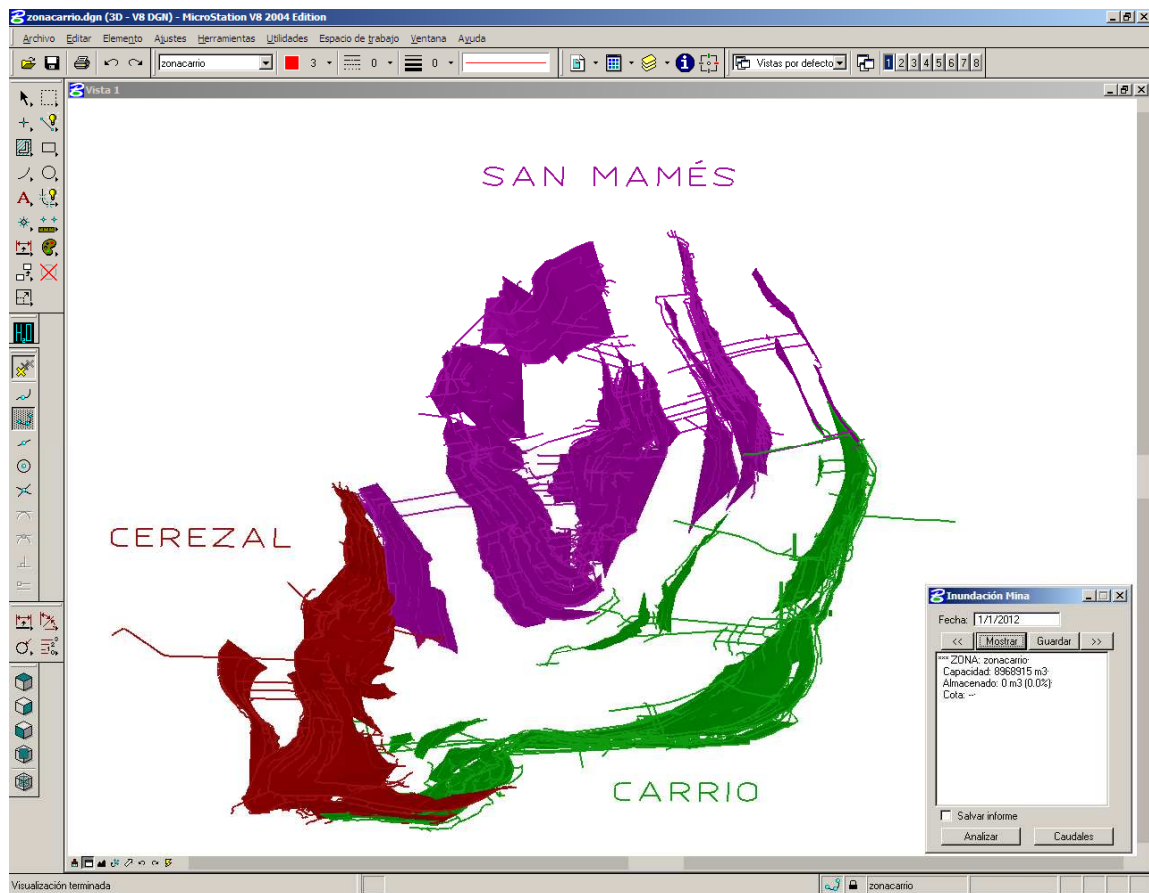 zonacarrio.dgn (3D - V8 DGN) - MicroStation V8 2004 Edition
Archivo Editar Elemento Ajustes Herramientas Utilidades Espacio de trabajo Ventana Ayuda
zonacarrio 3 0 0 Vistas por defecto 1 2 3 4 5 6 7 8
Vista 1
SAN MAMÉS
H2O
CEREZAL
CARRIO
Inundación Mina
Fecha: 1/1/2012
<< Mostrar Guardar >>
*** ZONA: zonacarrio
Capacidad: 8968915 m3
Almacenado: 0 m3 (0.0%)
Cota: --
Salvar informe
Analizar Caudales
Visualización terminada
zonacarrio